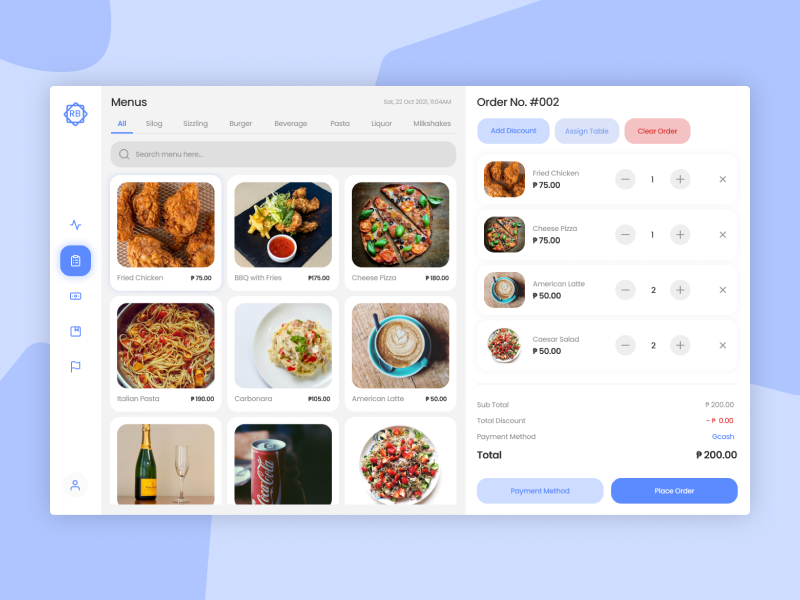 RB
Menus
Sat, 22 Oct 2021, 11:04AM
All Silog Sizzling Burger Beverage Pasta Liquor Milkshakes
Search menu here...
Fried Chicken ₱ 75.00
BBQ with Fries ₱175.00
Cheese Pizza ₱ 180.00
Italian Pasta ₱ 190.00
Carbonara ₱105.00
American Latte ₱ 50.00
Coca-Cola
Order No. #002
Add Discount Assign Table Clear Order
Fried Chicken
₱ 75.00
1
Cheese Pizza
₱ 75.00
1
American Latte
₱ 50.00
2
Caesar Salad
₱ 50.00
2
Sub Total ₱ 200.00
Total Discount - ₱ 0.00
Payment Method Gcash
Total ₱ 200.00
Payment Method Place Order